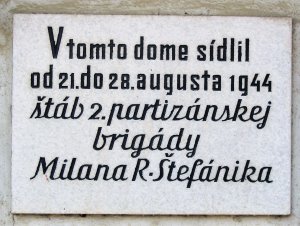 V tomto dome sídlil
od 21. do 28. augusta 1944
štáb 2. partizánskej
brigády
Milana R. Štefánika